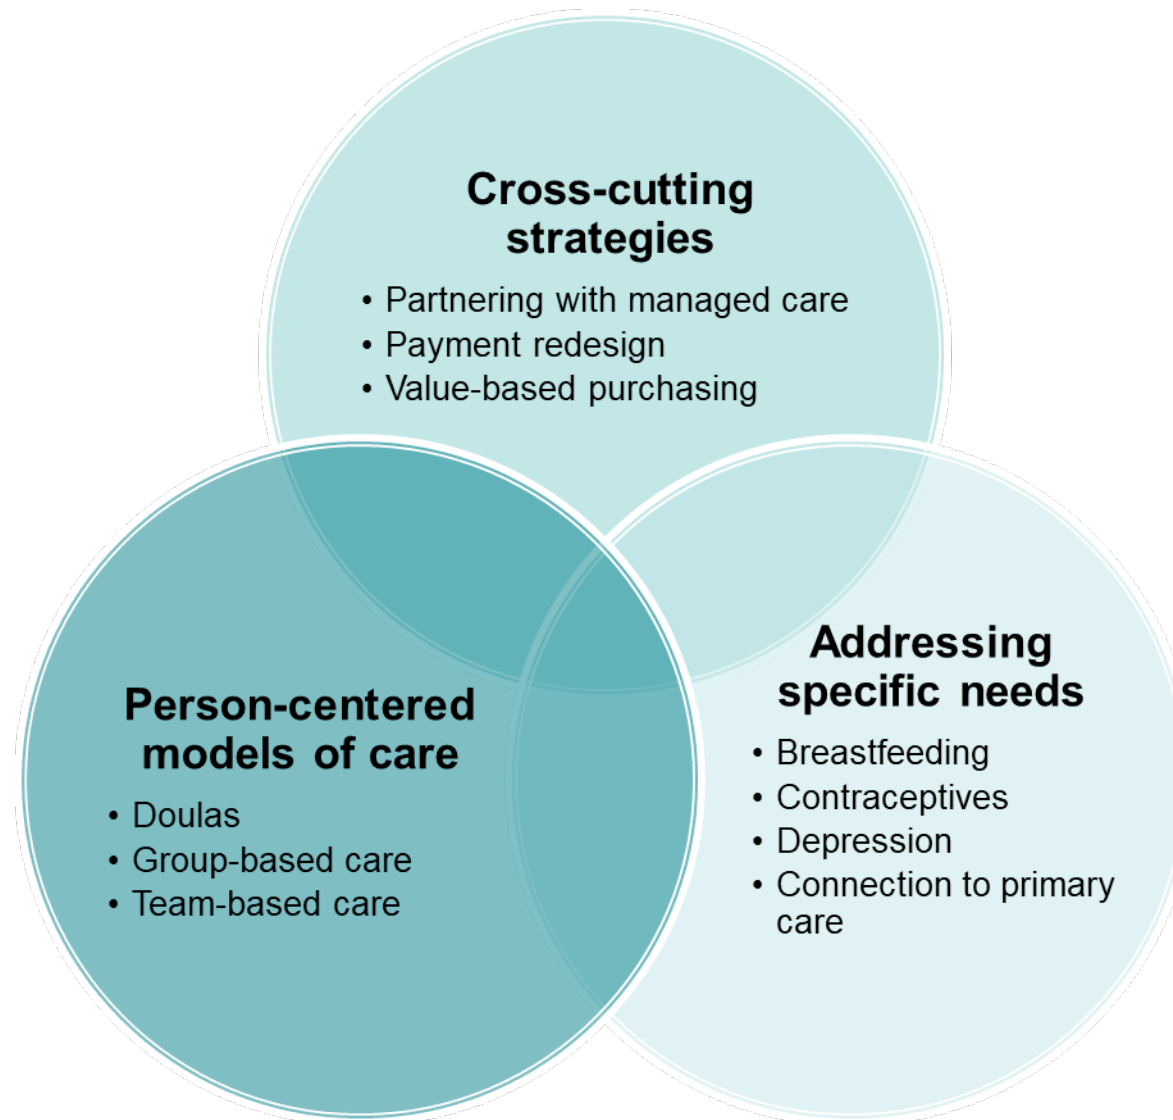 Cross-cutting
strategies
• Partnering with managed care
• Payment redesign
• Value-based purchasing
Person-centered
models of care
• Doulas
• Group-based care
• Team-based care
Addressing
specific needs
• Breastfeeding
• Contraceptives
• Depression
• Connection to primary
care